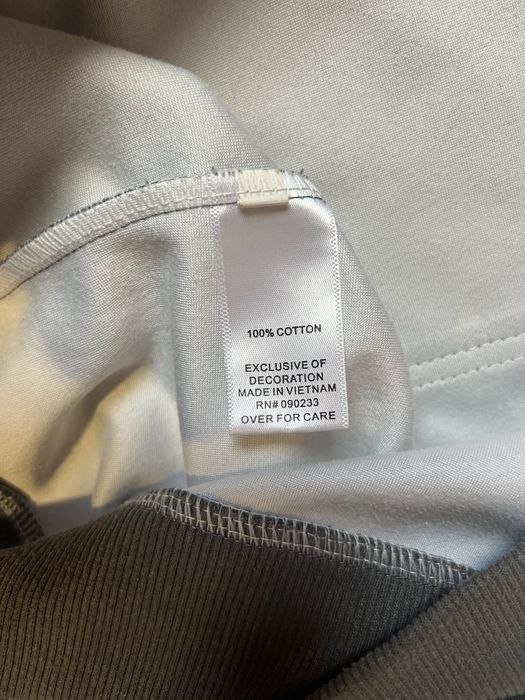 100% COTTON
EXCLUSIVE OF
DECORATION
MADE IN VIETNAM
RN# 090233
OVER FOR CARE